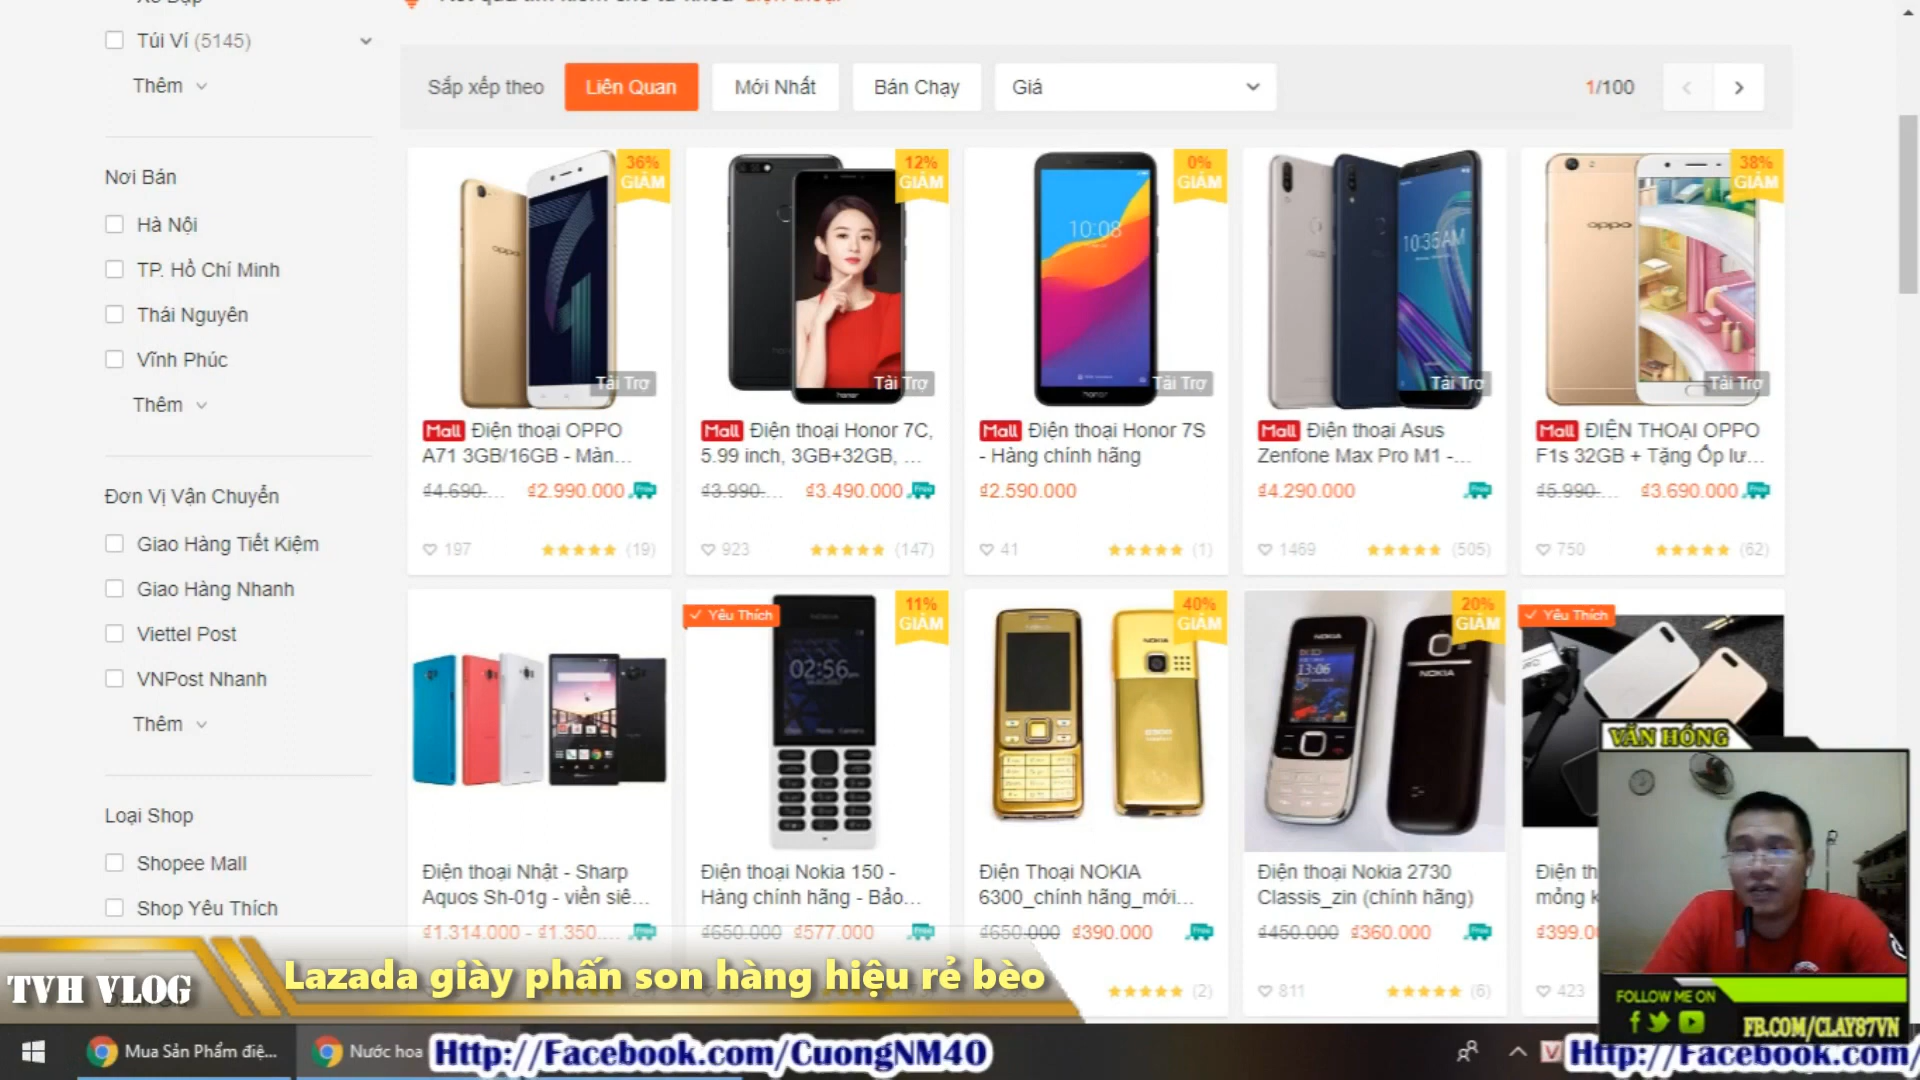 Túi Ví (5145)
Thêm
Nơi Bán
Hà Nội
TP. Hồ Chí Minh
Thái Nguyên
Vĩnh Phúc
Thêm
Đơn Vị Vận Chuyển
Giao Hàng Tiết Kiệm
Giao Hàng Nhanh
Viettel Post
VNPost Nhanh
Thêm
Loại Shop
Shopee Mall
Shop Yêu Thích
Sắp xếp theo
Liên Quan
Mới Nhất
Bán Chạy
Giá
1/100
36%
GIẢM
oppo
Tài Trợ
Mall Điện thoại OPPO
A71 3GB/16GB - Màn...
₫4.690.... ₫2.990.000
197
(19)
12%
GIẢM
honor
Tài Trợ
Mall Điện thoại Honor 7C,
5.99 inch, 3GB+32GB, ...
₫3.990.... ₫3.490.000
923
(147)
0%
GIẢM
10:08
honor
Tài Trợ
Mall Điện thoại Honor 7S
- Hàng chính hãng
₫2.590.000
41
(1)
10:35 AM
Tài Trợ
Mall Điện thoại Asus
Zenfone Max Pro M1 -...
₫4.290.000
1469
(505)
38%
GIẢM
oppo
Tài Trợ
Mall ĐIỆN THOẠI OPPO
F1s 32GB + Tặng Ốp lư...
₫5.990.... ₫3.690.000
750
(62)
Điện thoại Nhật - Sharp
Aquos Sh-01g - viền siê...
₫1.314.000 - ₫1.350....
Yêu Thích
11%
GIẢM
NOKIA
02:56
Điện thoại Nokia 150 -
Hàng chính hãng - Bảo...
₫650.000 ₫577.000
40%
GIẢM
NOKIA
Điện Thoại NOKIA
6300_chính hãng_mới...
₫650.000 ₫390.000
(2)
20%
GIẢM
NOKIA
13:06
NOKIA
Điện thoại Nokia 2730
Classis_zin (chính hãng)
₫450.000 ₫360.000
811
(6)
Yêu Thích
Điện th
mỏng k
₫399.0
423
VĂN HÓNG
FOLLOW ME ON
FB.COM/CLAY87VN
TVH VLOG
Lazada giày phấn son hàng hiệu rẻ bèo
Mua Sản Phẩm điệ...
Nước hoa
Http://Facebook.com/CuongNM40
Http://Facebook.com/